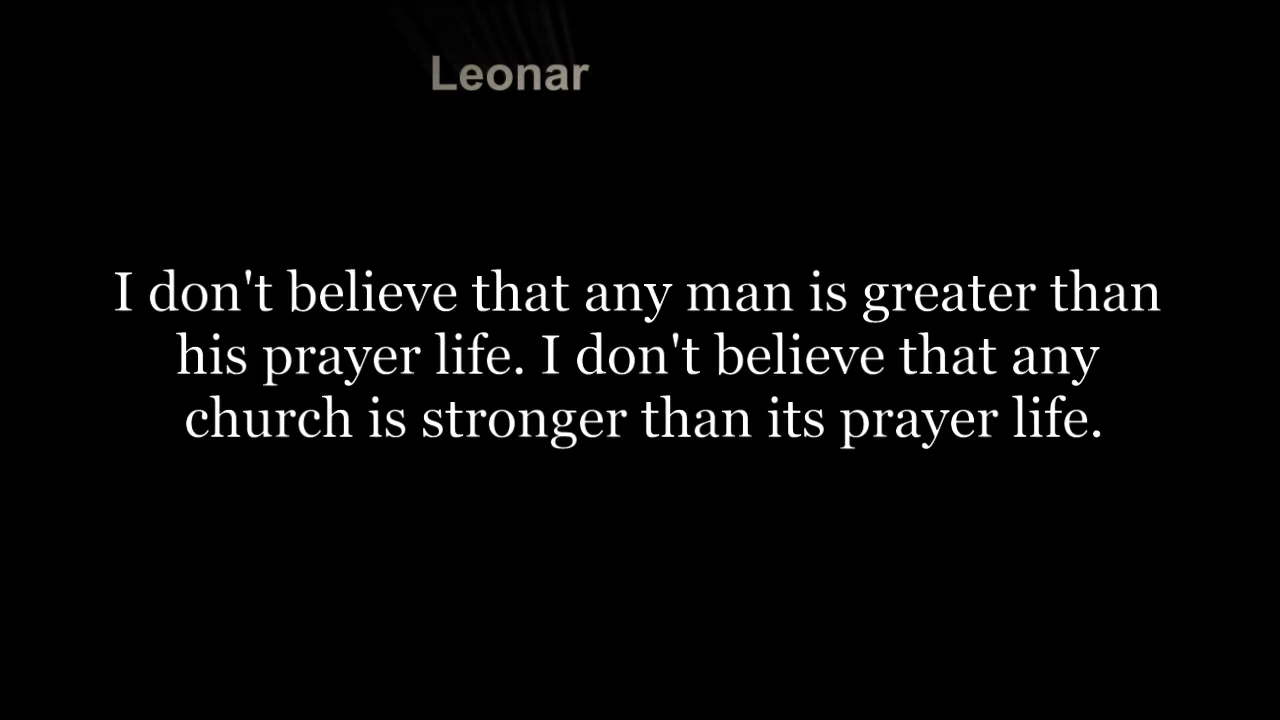 Leonar
I don't believe that any man is greater than
his prayer life. I don't believe that any
church is stronger than its prayer life.